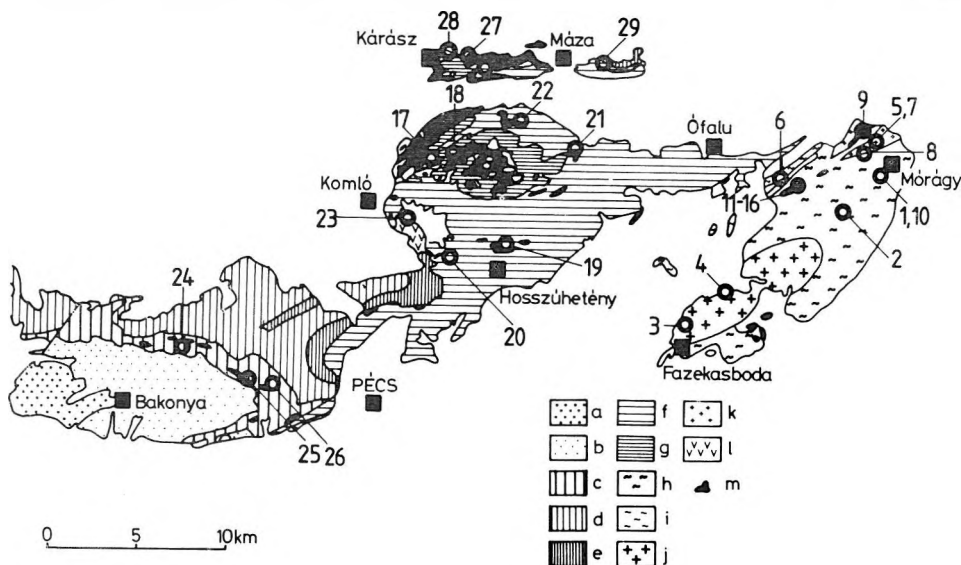 28 27 29
Kárász Máza
22
18
17 21 9 5,7
Ófalu 6
8
Komló Mórágy
11-16
23 1,10
19 2
24 4
Hosszúhetény
20
3
Fazekasboda
PÉCS
Bakonya
25 26
a f k
b g l
c h m
d i
e j
0 5 10km